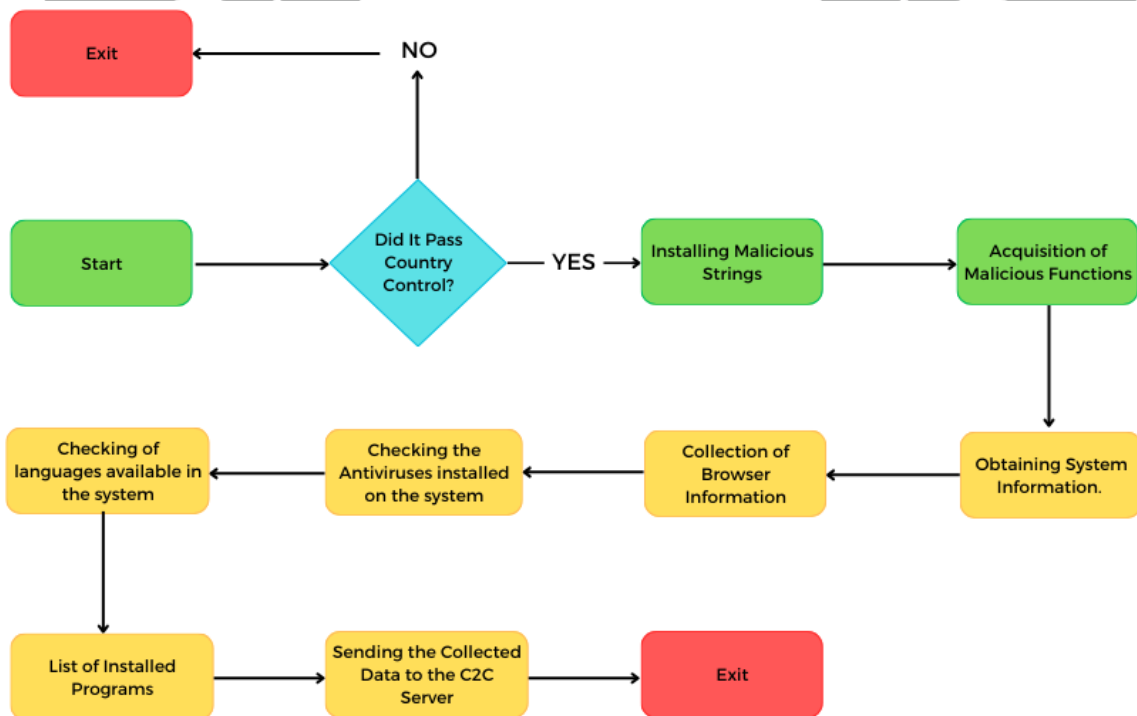 Exit
NO
Start
Did It Pass
Country
Control?
YES
Installing Malicious
Strings
Acquisition of
Malicious Functions
Checking of
languages available in
the system
Checking the
Antiviruses installed
on the system
Collection of
Browser
Information
Obtaining System
Information.
List of Installed
Programs
Sending the Collected
Data to the C2C
Server
Exit